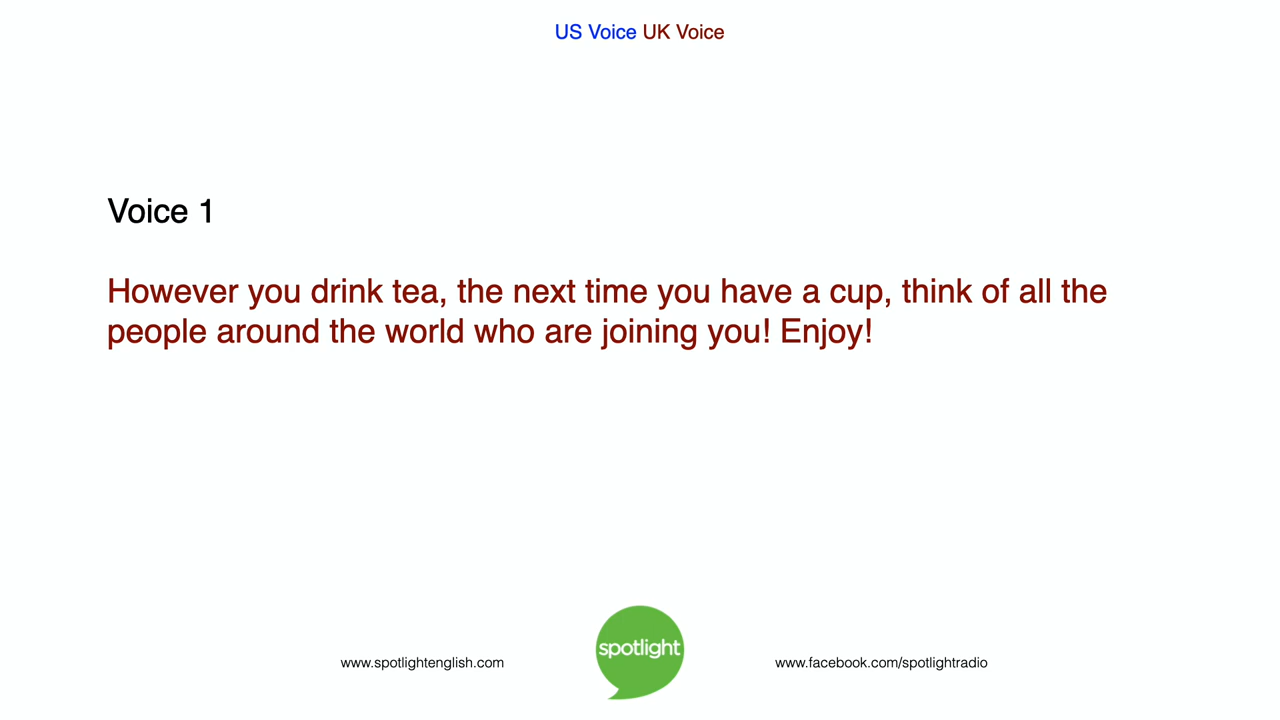 US Voice UK Voice
Voice 1
However you drink tea, the next time you have a cup, think of all the
people around the world who are joining you! Enjoy!
www.spotlightenglish.com
spotlight
www.facebook.com/spotlightradio